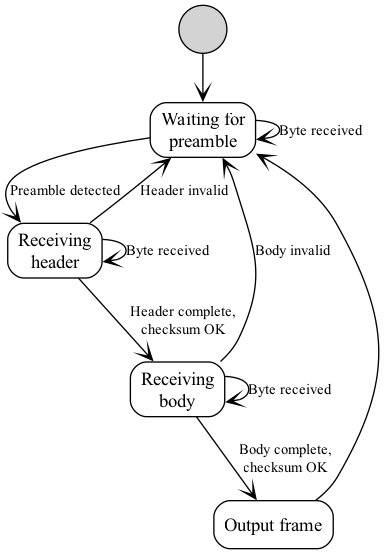 Waiting for
preamble
Byte received
Preamble detected
Header invalid
Receiving
header
Byte received
Body invalid
Header complete,
checksum OK
Receiving
body
Byte received
Body complete,
checksum OK
Output frame